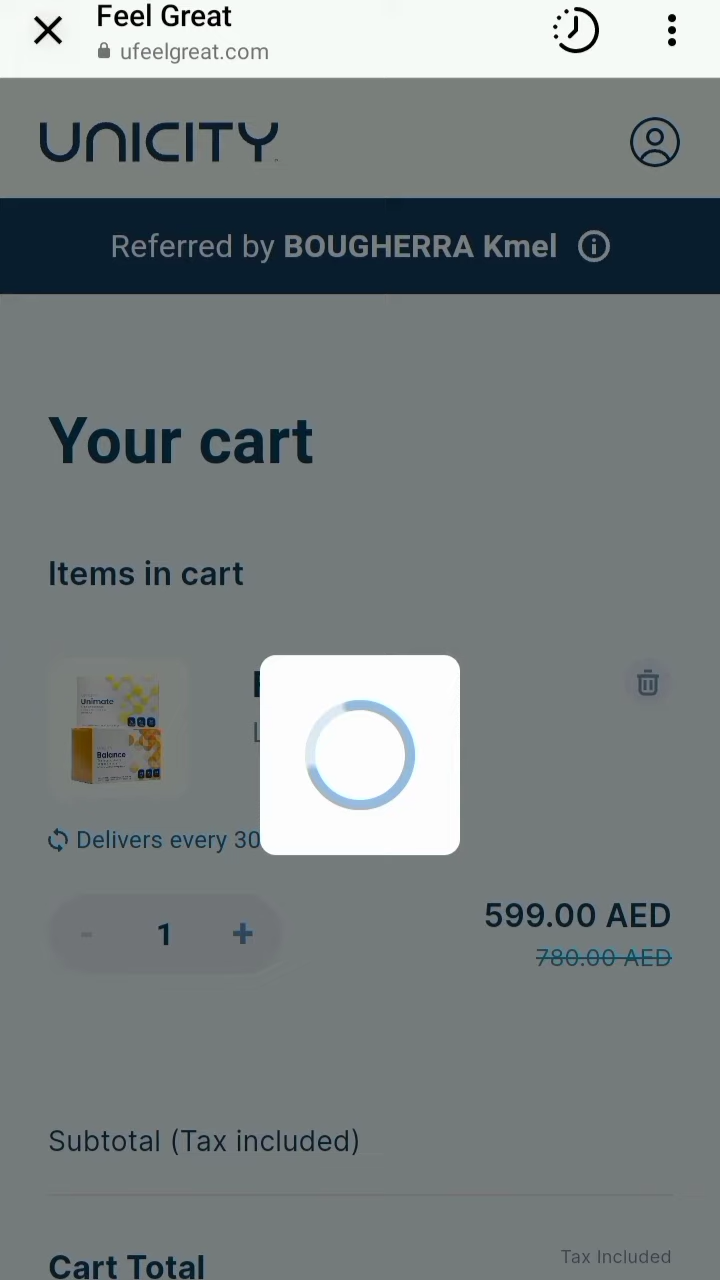 Feel Great
ufeelgreat.com
UNICITY
Referred by BOUGHERRA Kmel
Your cart
Items in cart
Unimate
Balance
Delivers every 30
- 1 +
599.00 AED
780.00 AED
Subtotal (Tax included)
Tax Included
Cart Total